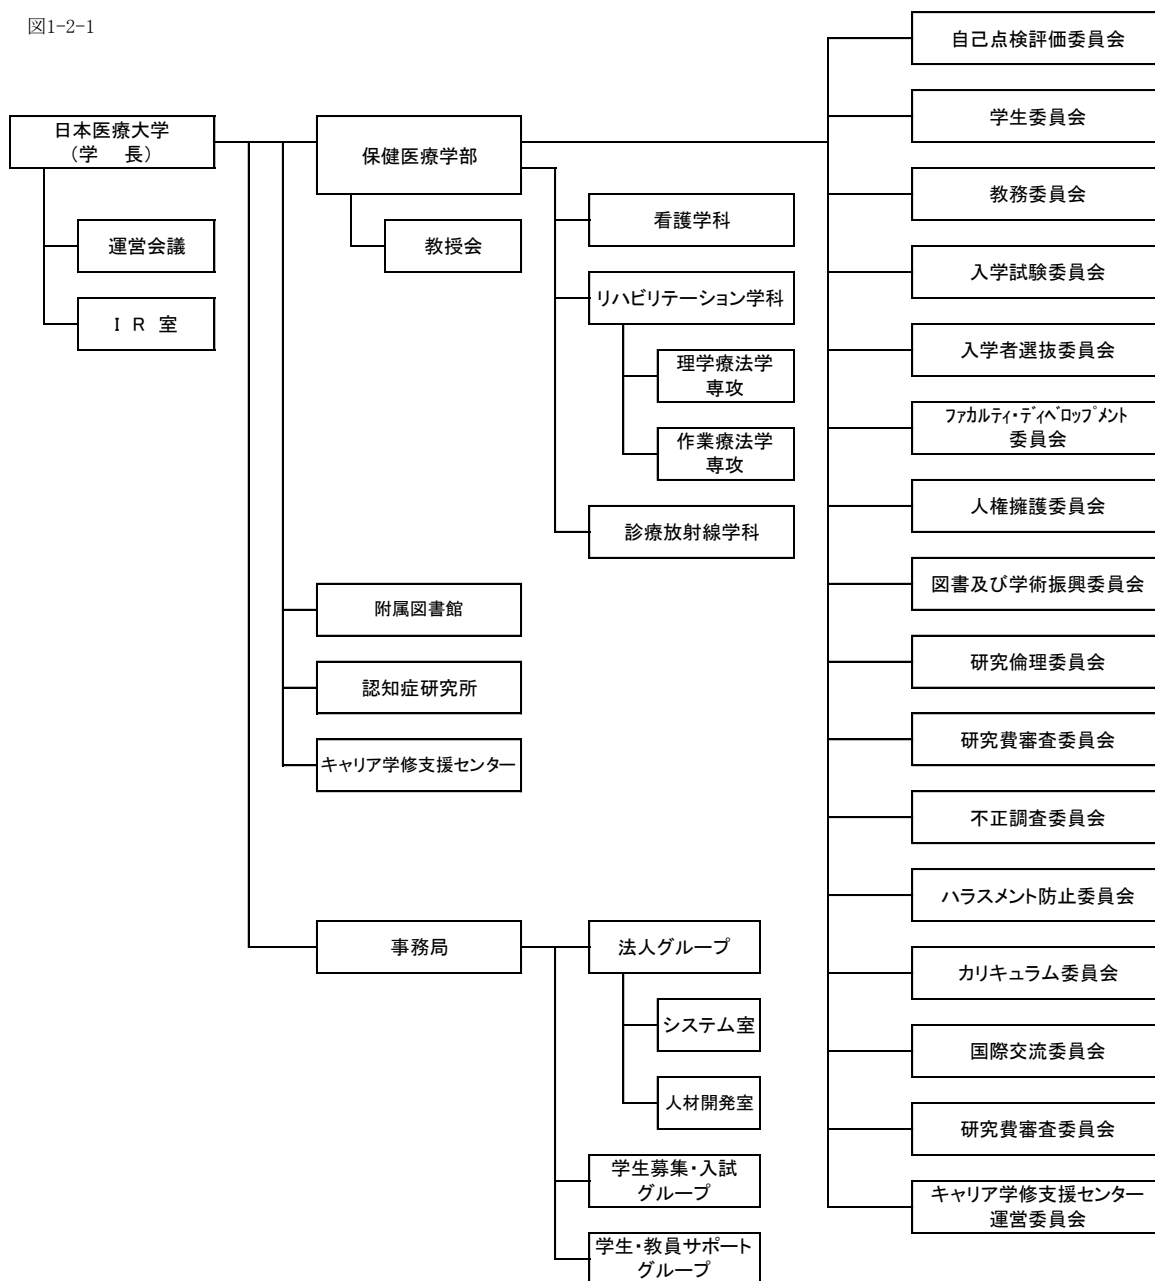 図1-2-1
日本医療大学
(学 長)
運営会議
I R 室
保健医療学部
教授会
看護学科
リハビリテーション学科
理学療法学
専攻
作業療法学
専攻
診療放射線学科
附属図書館
認知症研究所
キャリア学修支援センター
事務局
法人グループ
システム室
人材開発室
学生募集・入試
グループ
学生・教員サポート
グループ
自己点検評価委員会
学生委員会
教務委員会
入学試験委員会
入学者選抜委員会
ファカルティ・ディベロップメント
委員会
人権擁護委員会
図書及び学術振興委員会
研究倫理委員会
研究費審査委員会
不正調査委員会
ハラスメント防止委員会
カリキュラム委員会
国際交流委員会
研究費審査委員会
キャリア学修支援センター
運営委員会